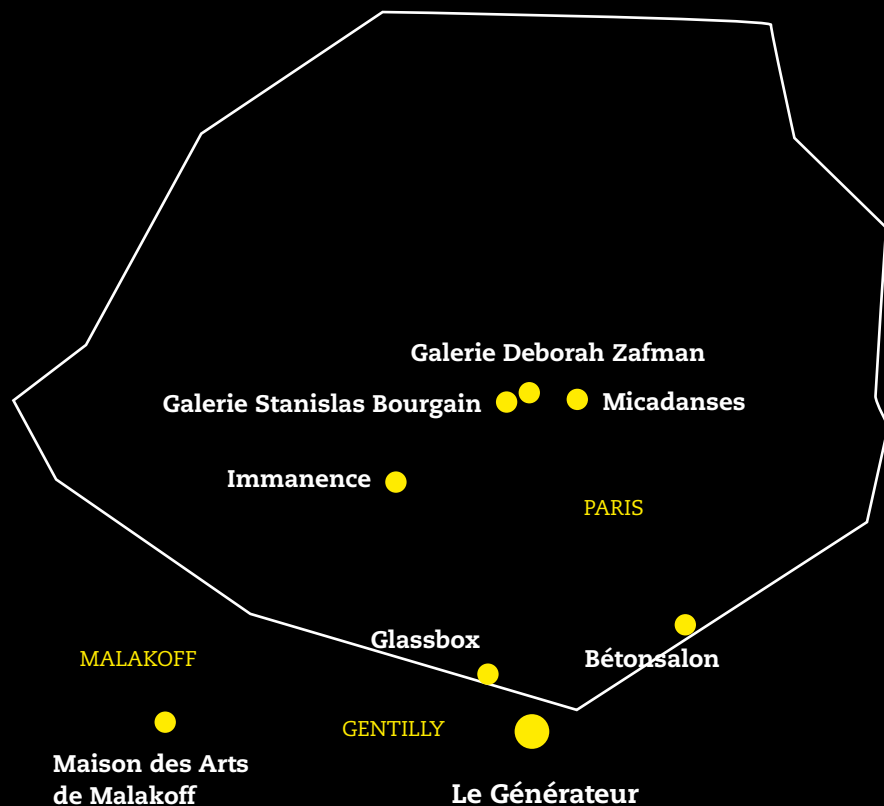 Galerie Deborah Zafman
Galerie Stanislas Bourgain
Micadanses
Immanence
PARIS
Glassbox
Bétonsalon
MALAKOFF
GENTILLY
Maison des Arts
de Malakoff
Le Générateur